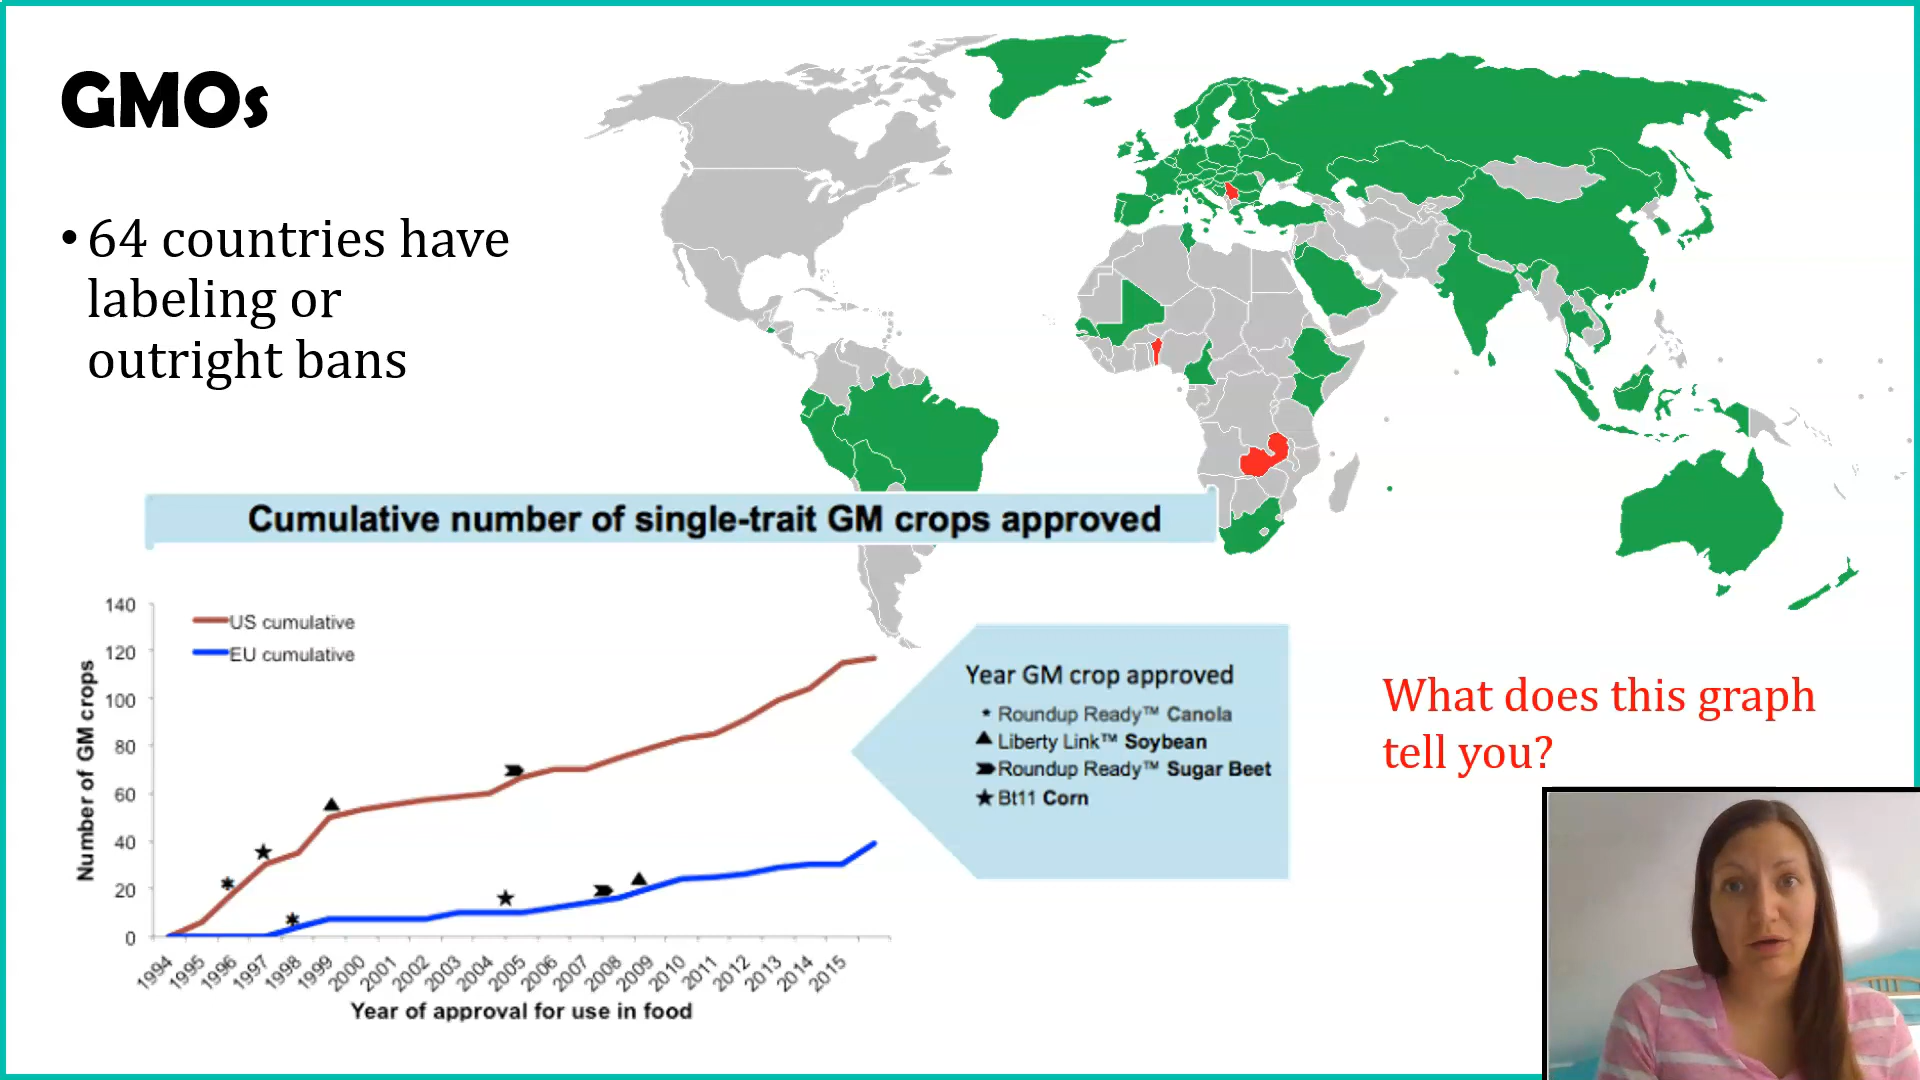 GMOs
• 64 countries have
labeling or
outright bans
Cumulative number of single-trait GM crops approved
140
120
100
80
60
40
20
0
Number of GM crops
US cumulative
EU cumulative
1994
1995
1996
1997
1998
1999
2000
2001
2002
2003
2004
2005
2006
2007
2008
2009
2010
2011
2012
2013
2014
2015
Year of approval for use in food
Year GM crop approved
Roundup Ready™ Canola
Liberty Link™ Soybean
Roundup Ready™ Sugar Beet
Bt11 Corn
What does this graph
tell you?